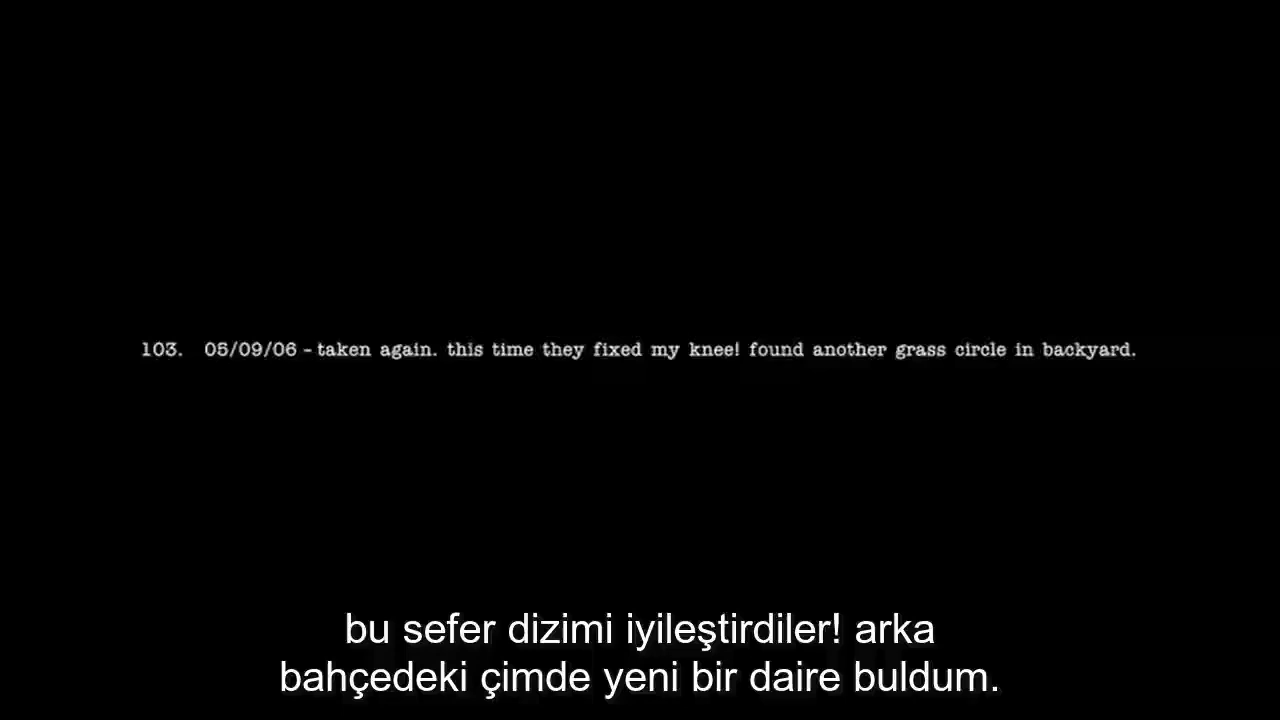 103. 05/09/06 - taken again. this time they fixed my knee! found another grass circle in backyard.
bu sefer dizimi iyileştirdiler! arka
bahçedeki çimde yeni bir daire buldum.